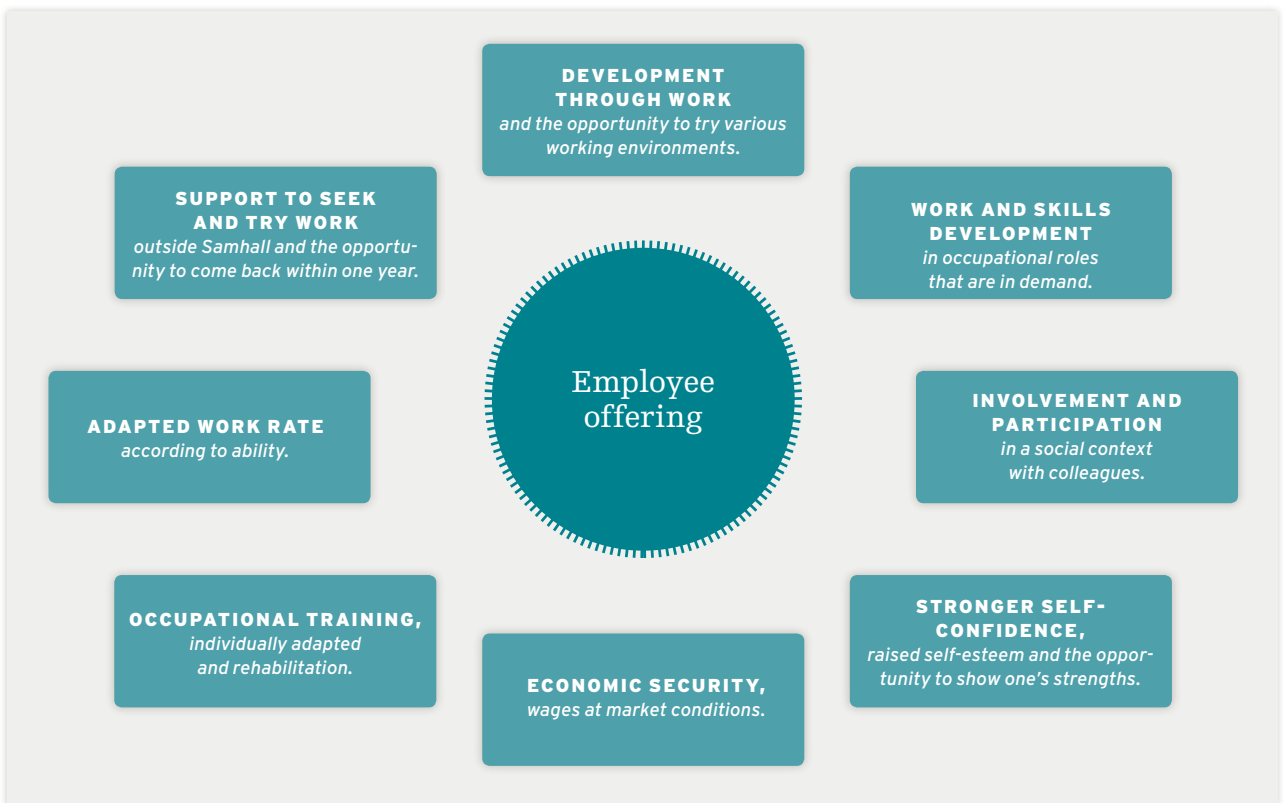 DEVELOPMENT
THROUGH WORK
and the opportunity to try various
working environments.
SUPPORT TO SEEK
AND TRY WORK
outside Samhall and the opportu-
nity to come back within one year.
WORK AND SKILLS
DEVELOPMENT
in occupational roles
that are in demand.
Employee
offering
ADAPTED WORK RATE
according to ability.
INVOLVEMENT AND
PARTICIPATION
in a social context
with colleagues.
OCCUPATIONAL TRAINING,
individually adapted
and rehabilitation.
STRONGER SELF-
CONFIDENCE,
raised self-esteem and the oppor-
tunity to show one's strengths.
ECONOMIC SECURITY,
wages at market conditions.